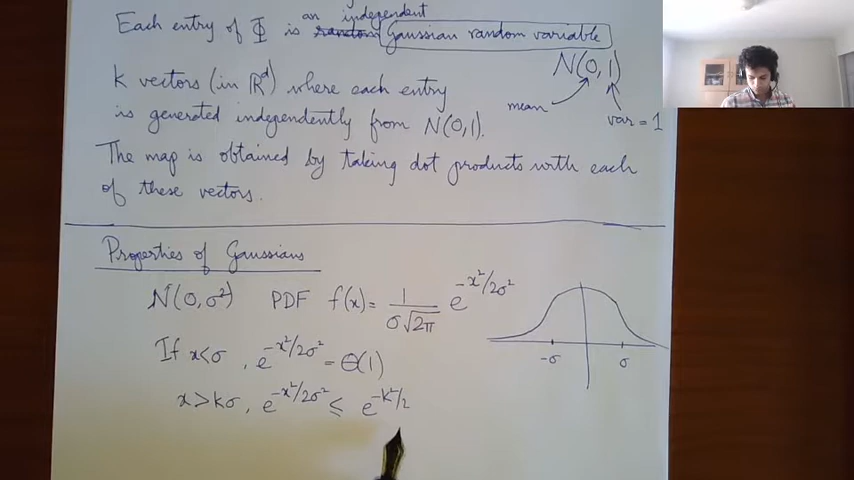 Each entry of Φ is an independent Gaussian random variable
N(0,1)
mean
var = 1
k vectors (in ℝ^d) where each entry
is generated independently from N(0,1).
The map is obtained by taking dot products with each
of these vectors.
Properties of Gaussians
N(0,σ²) PDF f(x) = 1/(σ√2π) e^(-x²/2σ²)
-σ σ
If x<σ, e^(-x²/2σ²) = Θ(1)
x>kσ, e^(-x²/2σ²) ≤ e^(-k²/2)